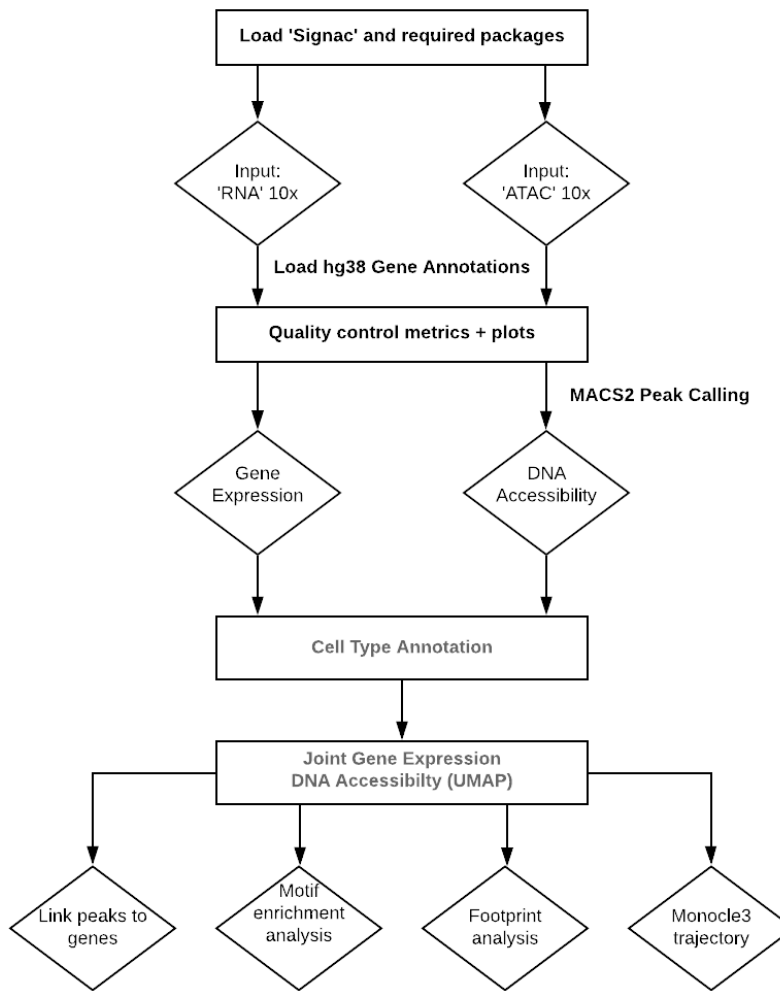 Load 'Signac' and required packages
Input:
'RNA' 10x
Input:
'ATAC' 10x
Load hg38 Gene Annotations
Quality control metrics + plots
MACS2 Peak Calling
Gene
Expression
DNA
Accessibility
Cell Type Annotation
Joint Gene Expression
DNA Accessibilty (UMAP)
Link peaks to
genes
Motif
enrichment
analysis
Footprint
analysis
Monocle3
trajectory